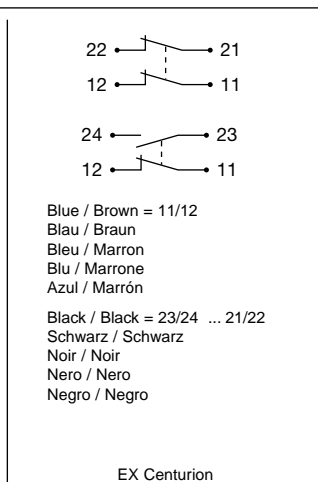 22 21
12 11
24 23
12 11
Blue / Brown = 11/12
Blau / Braun
Bleu / Marron
Blu / Marrone
Azul / Marrón
Black / Black = 23/24 ... 21/22
Schwarz / Schwarz
Noir / Noir
Nero / Nero
Negro / Negro
EX Centurion